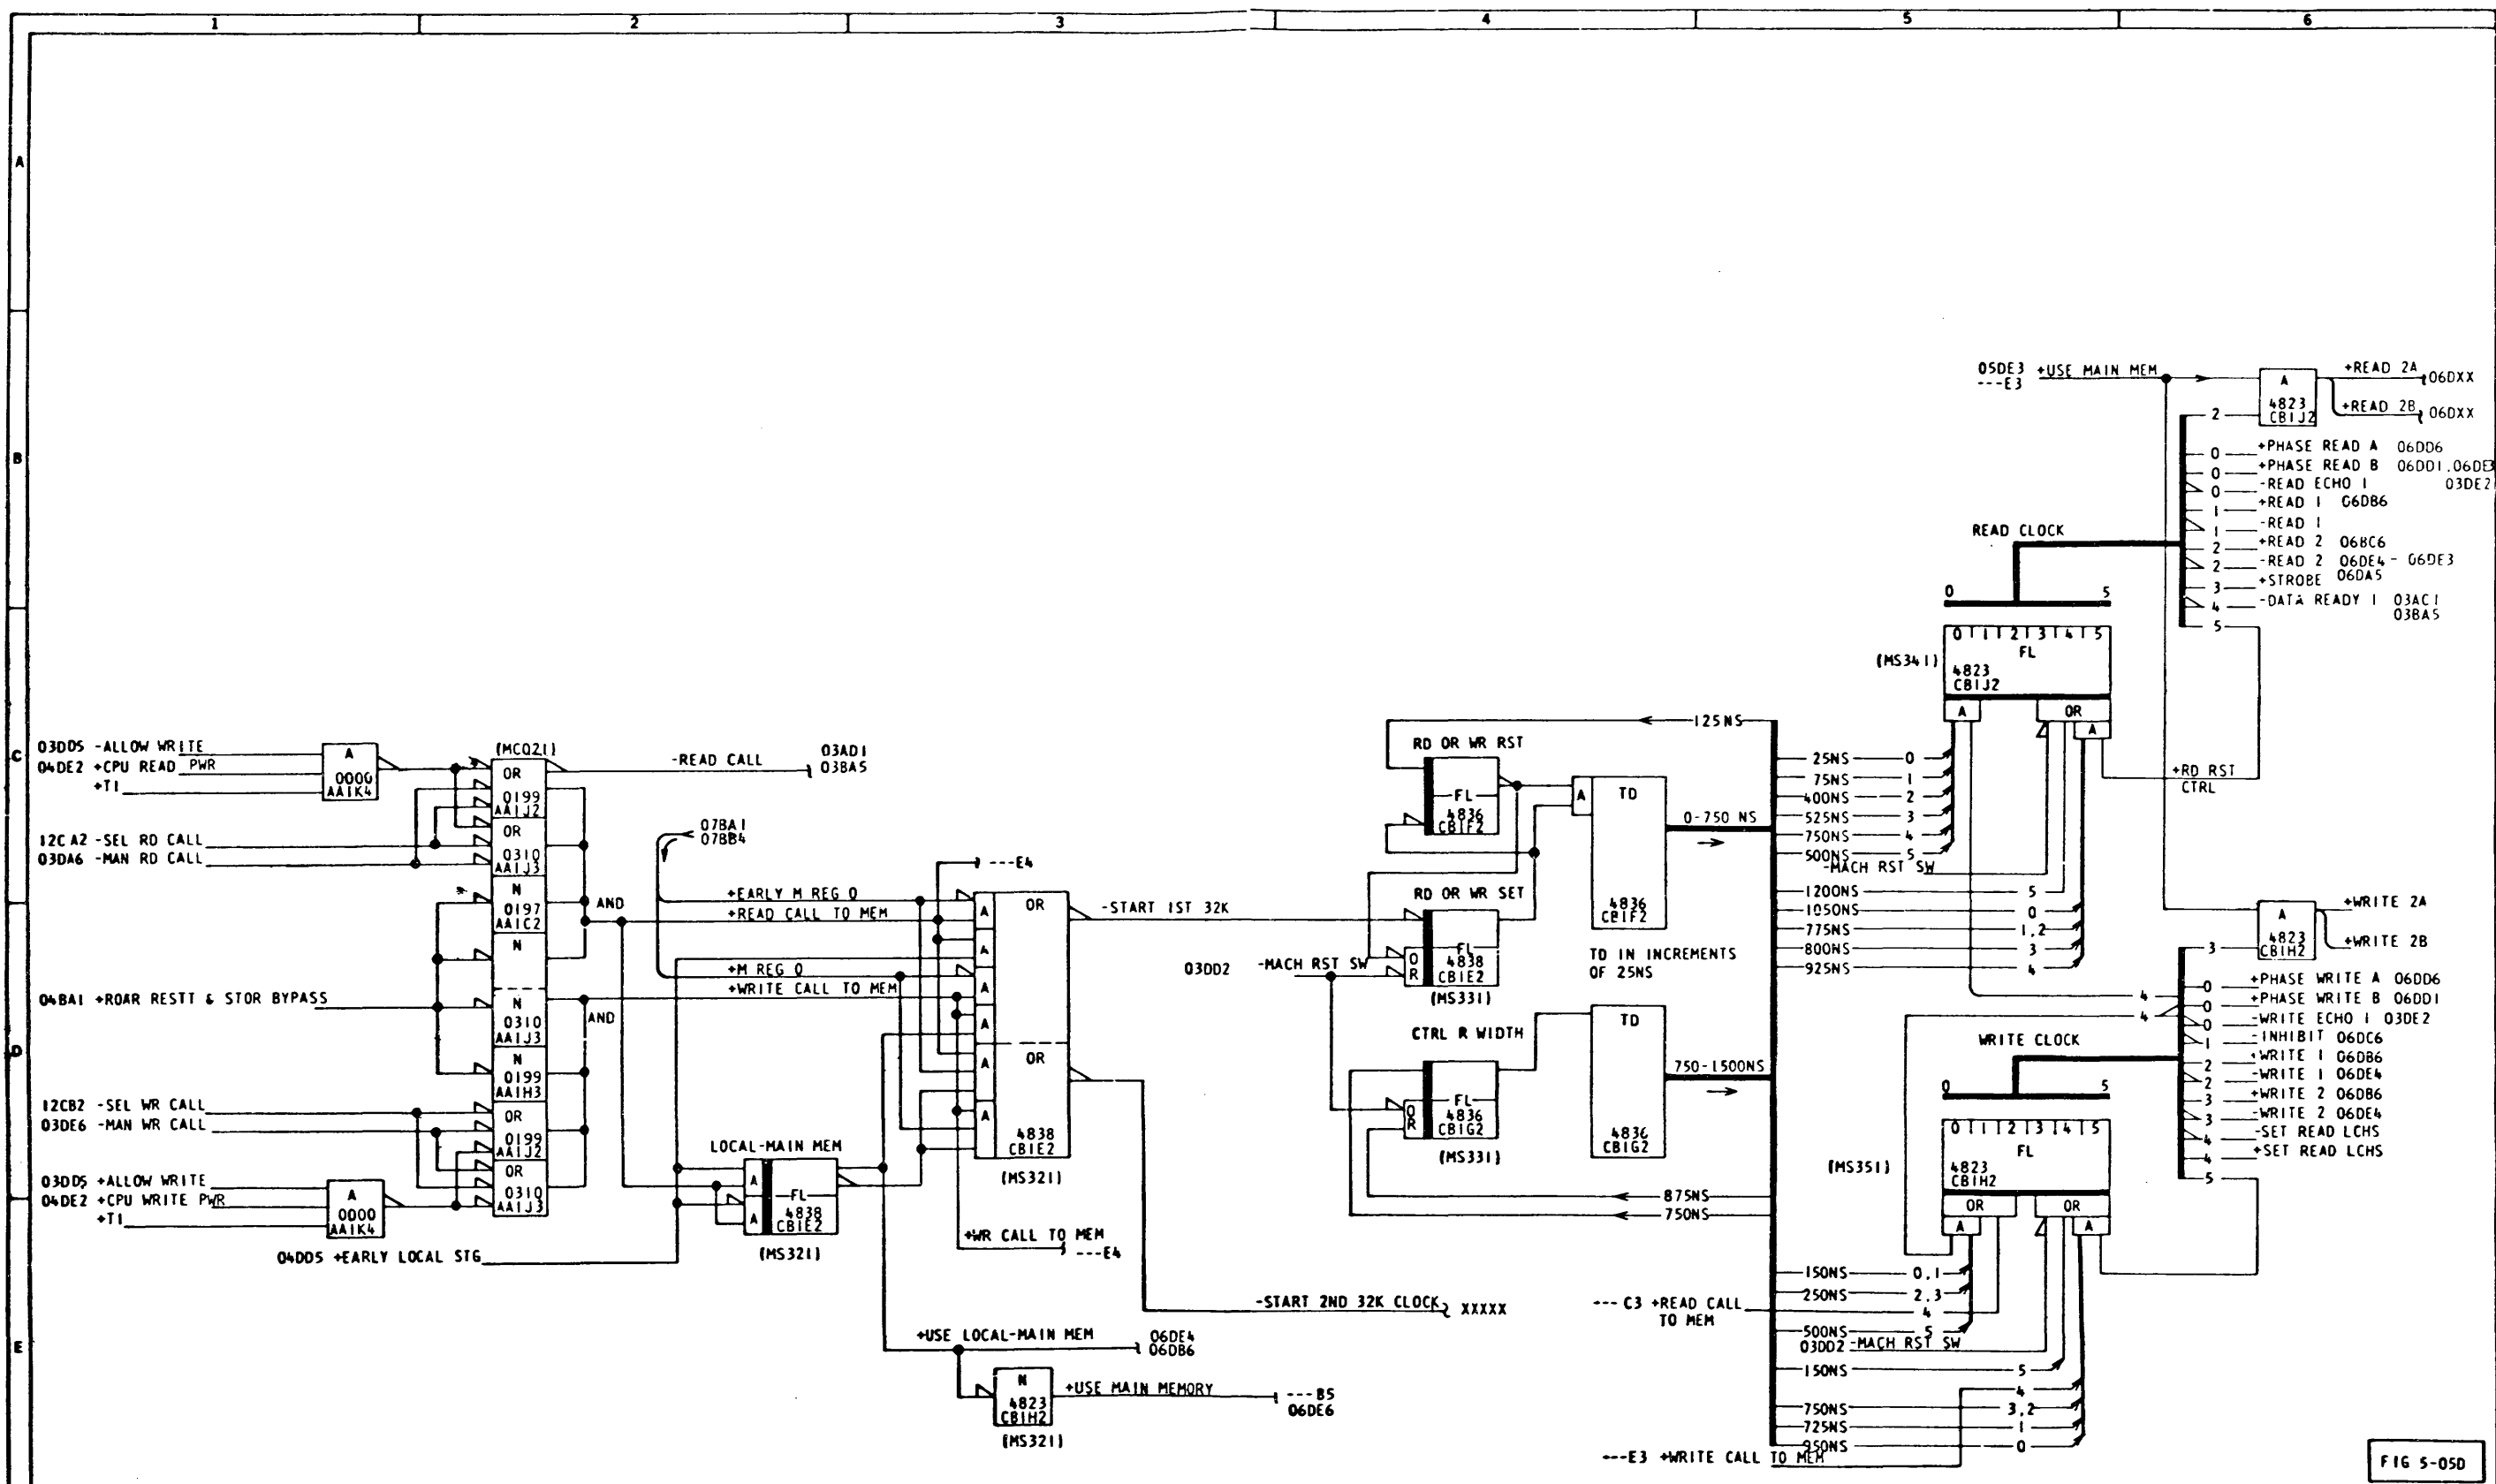 1 2 3 4 5 6
A
B
C
D
E
03DD5 -ALLOW WRITE
04DE2 +CPU READ PWR
+T1
A
0000
AA1K4
12CA2 -SEL RD CALL
03DA6 -MAN RD CALL
04BA1 +ROAR RESTT & STOR BYPASS
12CB2 -SEL WR CALL
03DE6 -MAN WR CALL
03DD5 +ALLOW WRITE
04DE2 +CPU WRITE PWR
+T1
A
0000
AA1K4
04DD5 +EARLY LOCAL STG
(MCQ21)
OR
0199
AA1J2
OR
0310
AA1J3
N
0197
AA1C2
N
N
0310
AA1J3
N
0199
AA1H3
OR
0199
AA1J2
OR
0310
AA1J3
AND
AND
-READ CALL
03AD1
03BA5
07BA1
07BB4
+EARLY M REG 0
+READ CALL TO MEM
+M REG 0
+WRITE CALL TO MEM
LOCAL-MAIN MEM
A
A
FL
4838
CB1E2
(MS321)
---E4
A
A
A
A
A
A
OR
OR
4838
CB1E2
(MS321)
-START 1ST 32K
+WR CALL TO MEM
---E4
-START 2ND 32K CLOCK XXXXX
+USE LOCAL-MAIN MEM
06DE4
06DB6
N
4823
CB1H2
(MS321)
+USE MAIN MEMORY
---B5
06DE6
125NS
RD OR WR RST
FL
4836
CB1F2
RD OR WR SET
OR
FL
4838
CB1E2
(MS331)
03DD2 -MACH RST SW
CTRL R WIDTH
OR
FL
4836
CB1G2
(MS331)
A
TD
4836
CB1F2
TD IN INCREMENTS
OF 25NS
TD
4836
CB1G2
0-750 NS
750-1500NS
875NS
750NS
25NS 0
75NS 1
400NS 2
525NS 3
750NS 4
500NS 5
-MACH RST SW
1200NS 5
1050NS 0
775NS 1,2
800NS 3
925NS 4
READ CLOCK
0 5
0 1 2 3 4 5
FL
4823
CB1J2
(MS341)
A
OR
A
+RD RST
CTRL
4
4
WRITE CLOCK
0 5
0 1 2 3 4 5
FL
4823
CB1H2
(MS351)
OR
A
OR
A
150NS 0,1
250NS 2,3
--- C3 +READ CALL
TO MEM
4
500NS 5
03DD2 -MACH RST SW
150NS 5
4
750NS 3,2
725NS 1
950NS 0
---E3 +WRITE CALL TO MEM
05DE3 +USE MAIN MEM
---E3
A
4823
CB1J2
+READ 2A 06DXX
+READ 2B 06DXX
2
0 +PHASE READ A 06DD6
0 +PHASE READ B 06DD1,06DE3
0 -READ ECHO 1 03DE2
1 +READ 1 06DB6
1 -READ 1
2 +READ 2 06BC6
2 -READ 2 06DE4 - 06DE3
3 +STROBE 06DA5
4 -DATA READY 1 03AC1
03BA5
5
A
4823
CB1H2
+WRITE 2A
+WRITE 2B
3
0 +PHASE WRITE A 06DD6
0 +PHASE WRITE B 06DD1
0 -WRITE ECHO 1 03DE2
1 -INHIBIT 06DC6
2 +WRITE 1 06DB6
2 -WRITE 1 06DE4
3 +WRITE 2 06DB6
3 -WRITE 2 06DE4
4 -SET READ LCHS
4 +SET READ LCHS
5
FIG 5-05D